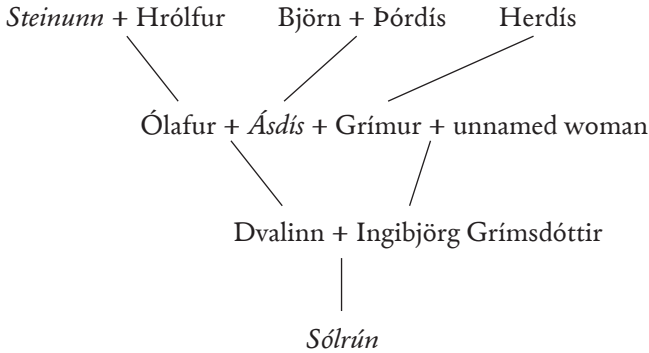 Steinunn + Hrólfur Björn + Þórdís Herdís
Ólafur + Ásdís + Grímur + unnamed woman
Dvalinn + Ingibjörg Grímsdóttir
Sólrún